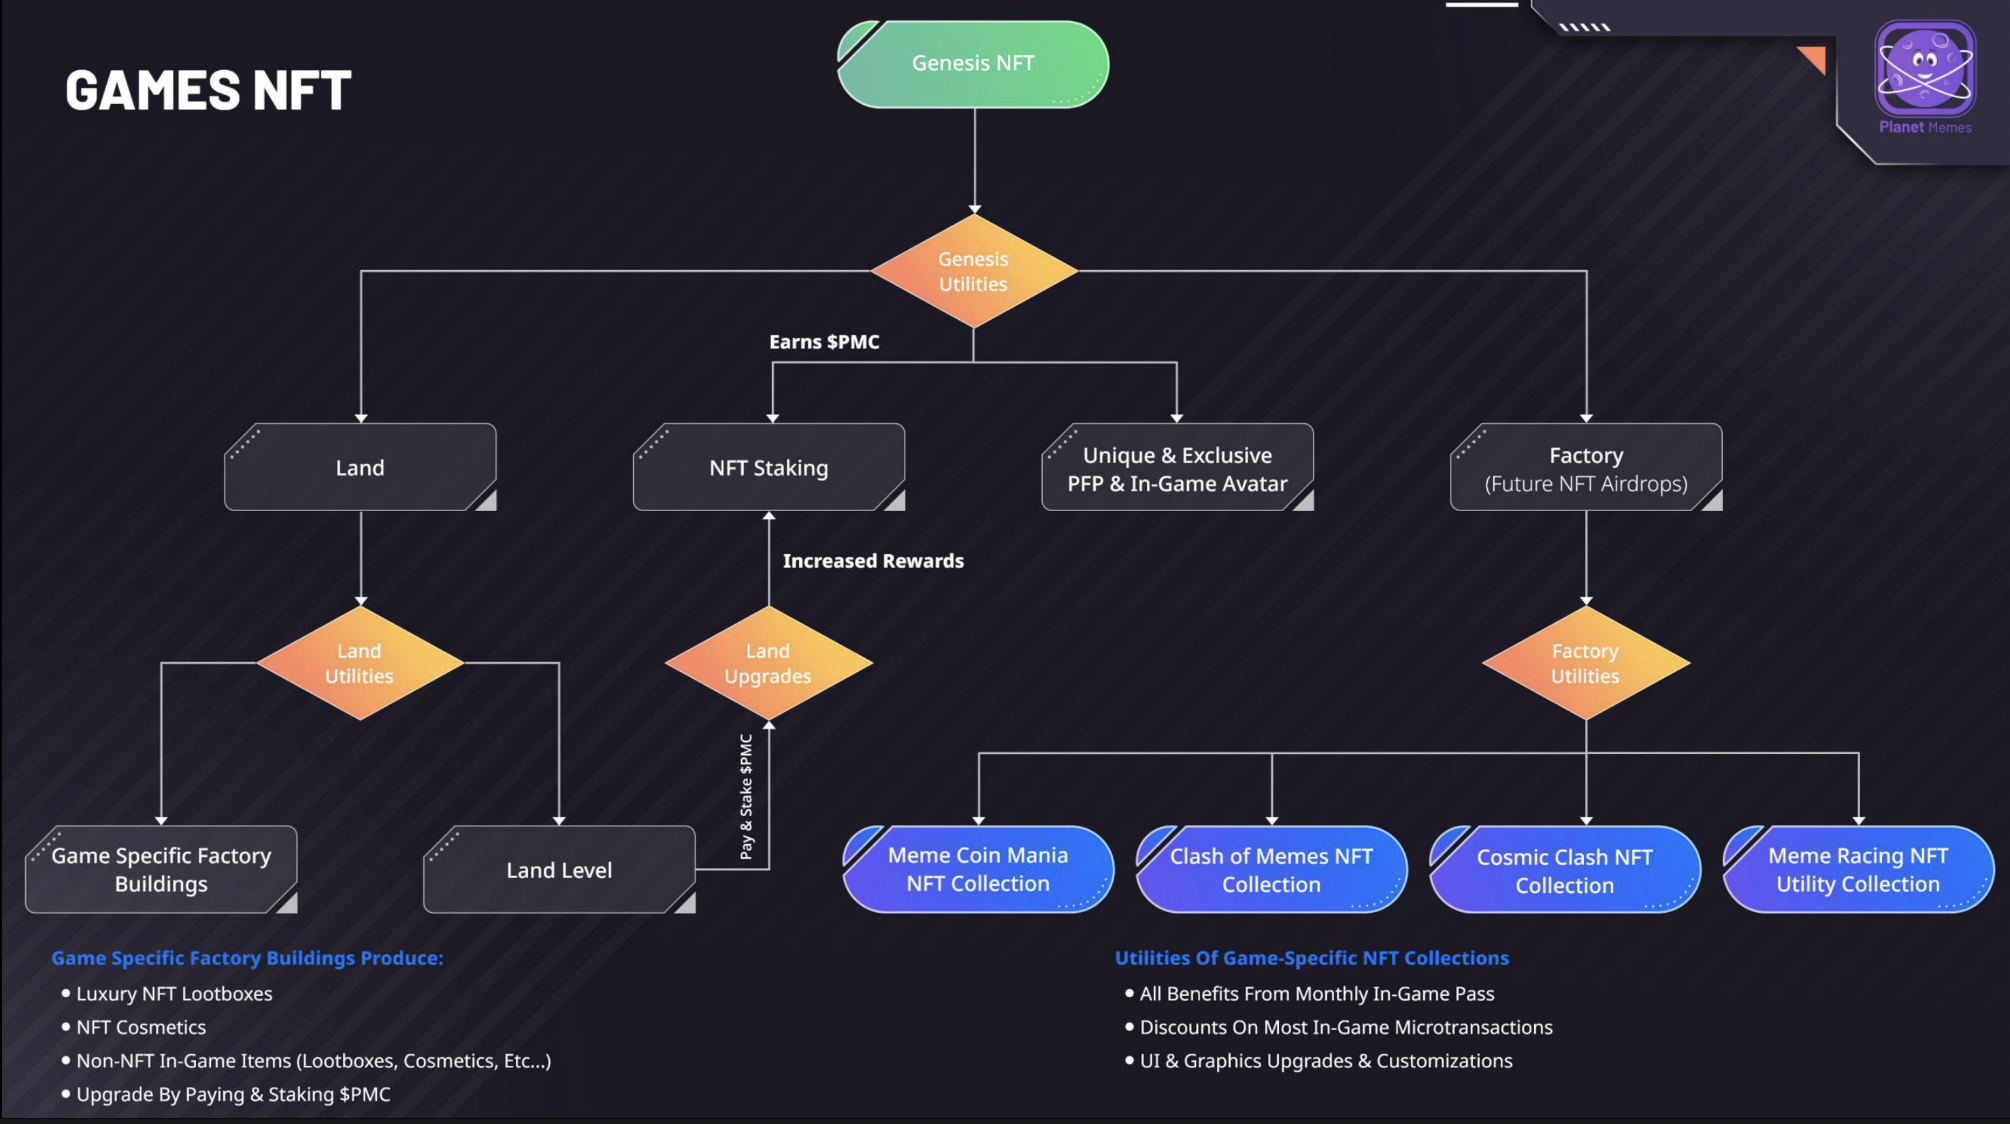 GAMES NFT
Genesis NFT
Planet Memes
Genesis
Utilities
Earns $PMC
Land
NFT Staking
Unique & Exclusive
PFP & In-Game Avatar
Factory
(Future NFT Airdrops)
Increased Rewards
Land
Utilities
Land
Upgrades
Factory
Utilities
Pay & Stake $PMC
Game Specific Factory
Buildings
Land Level
Meme Coin Mania
NFT Collection
Clash of Memes NFT
Collection
Cosmic Clash NFT
Collection
Meme Racing NFT
Utility Collection
Game Specific Factory Buildings Produce:
• Luxury NFT Lootboxes
• NFT Cosmetics
• Non-NFT In-Game Items (Lootboxes, Cosmetics, Etc...)
• Upgrade By Paying & Staking $PMC
Utilities Of Game-Specific NFT Collections
• All Benefits From Monthly In-Game Pass
• Discounts On Most In-Game Microtransactions
• UI & Graphics Upgrades & Customizations